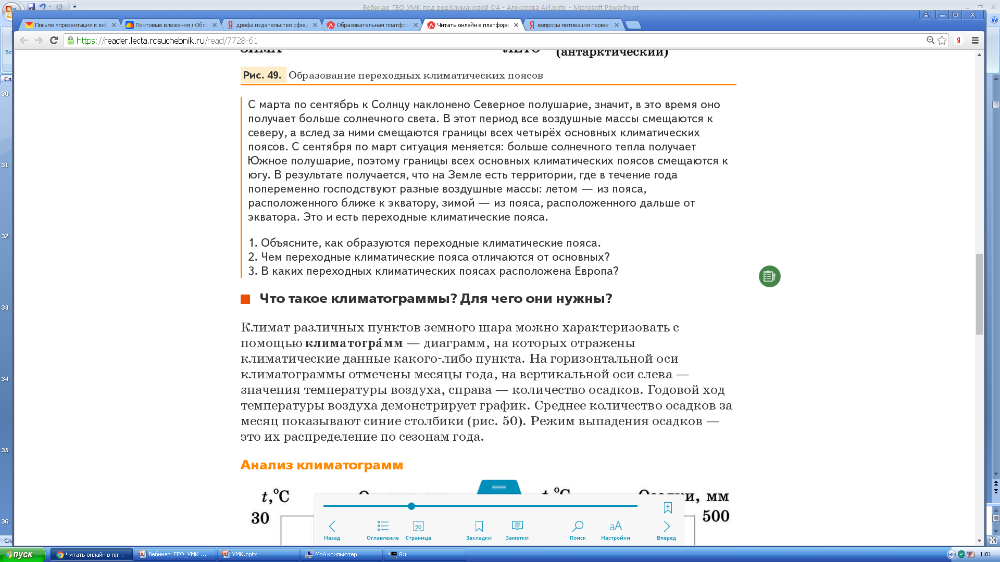 Вебинар_ГЕО_УМК под ред.Климановой ОА - Алексеева АИ.pptx - Microsoft PowerPoint
Письмо «презентация к веб
Почтовые вложения / Обла
дрофа издательство офиц
Образовательная платфор
Читать онлайн в платформ
вопросы мотивация первок
https://reader.lecta.rosuchebnik.ru/read/7728-61
ЗИМА
ЛЕТО
(антарктический)
Рис. 49. Образование переходных климатических поясов
С марта по сентябрь к Солнцу наклонено Северное полушарие, значит, в это время оно
получает больше солнечного света. В этот период все воздушные массы смещаются к
северу, а вслед за ними смещаются границы всех четырёх основных климатических
поясов. С сентября по март ситуация меняется: больше солнечного тепла получает
Южное полушарие, поэтому границы всех основных климатических поясов смещаются к
югу. В результате получается, что на Земле есть территории, где в течение года
попеременно господствуют разные воздушные массы: летом — из пояса,
расположенного ближе к экватору, зимой — из пояса, расположенного дальше от
экватора. Это и есть переходные климатические пояса.
1. Объясните, как образуются переходные климатические пояса.
2. Чем переходные климатические пояса отличаются от основных?
3. В каких переходных климатических поясах расположена Европа?
Что такое климатограммы? Для чего они нужны?
Климат различных пунктов земного шара можно характеризовать с
помощью климатогра́мм — диаграмм, на которых отражены
климатические данные какого-либо пункта. На горизонтальной оси
климатограммы отмечены месяцы года, на вертикальной оси слева —
значения температуры воздуха, справа — количество осадков. Годовой ход
температуры воздуха демонстрирует график. Среднее количество осадков за
месяц показывают синие столбики (рис. 50). Режим выпадения осадков —
это их распределение по сезонам года.
Анализ климатограмм
t,°C
Осадки, мм
t,°C
Осадки, мм
30
500
90
aA
Назад
Оглавление
Страница
Закладки
Заметки
Поиск
Настройки
Вперед
Вс
Сл
30
31
32
33
34
35
36
Сла
пуск
Читать онлайн в пл...
Вебинар_ГЕО_УМК ...
УМК.pptx
Мой компьютер
G:\
1:01